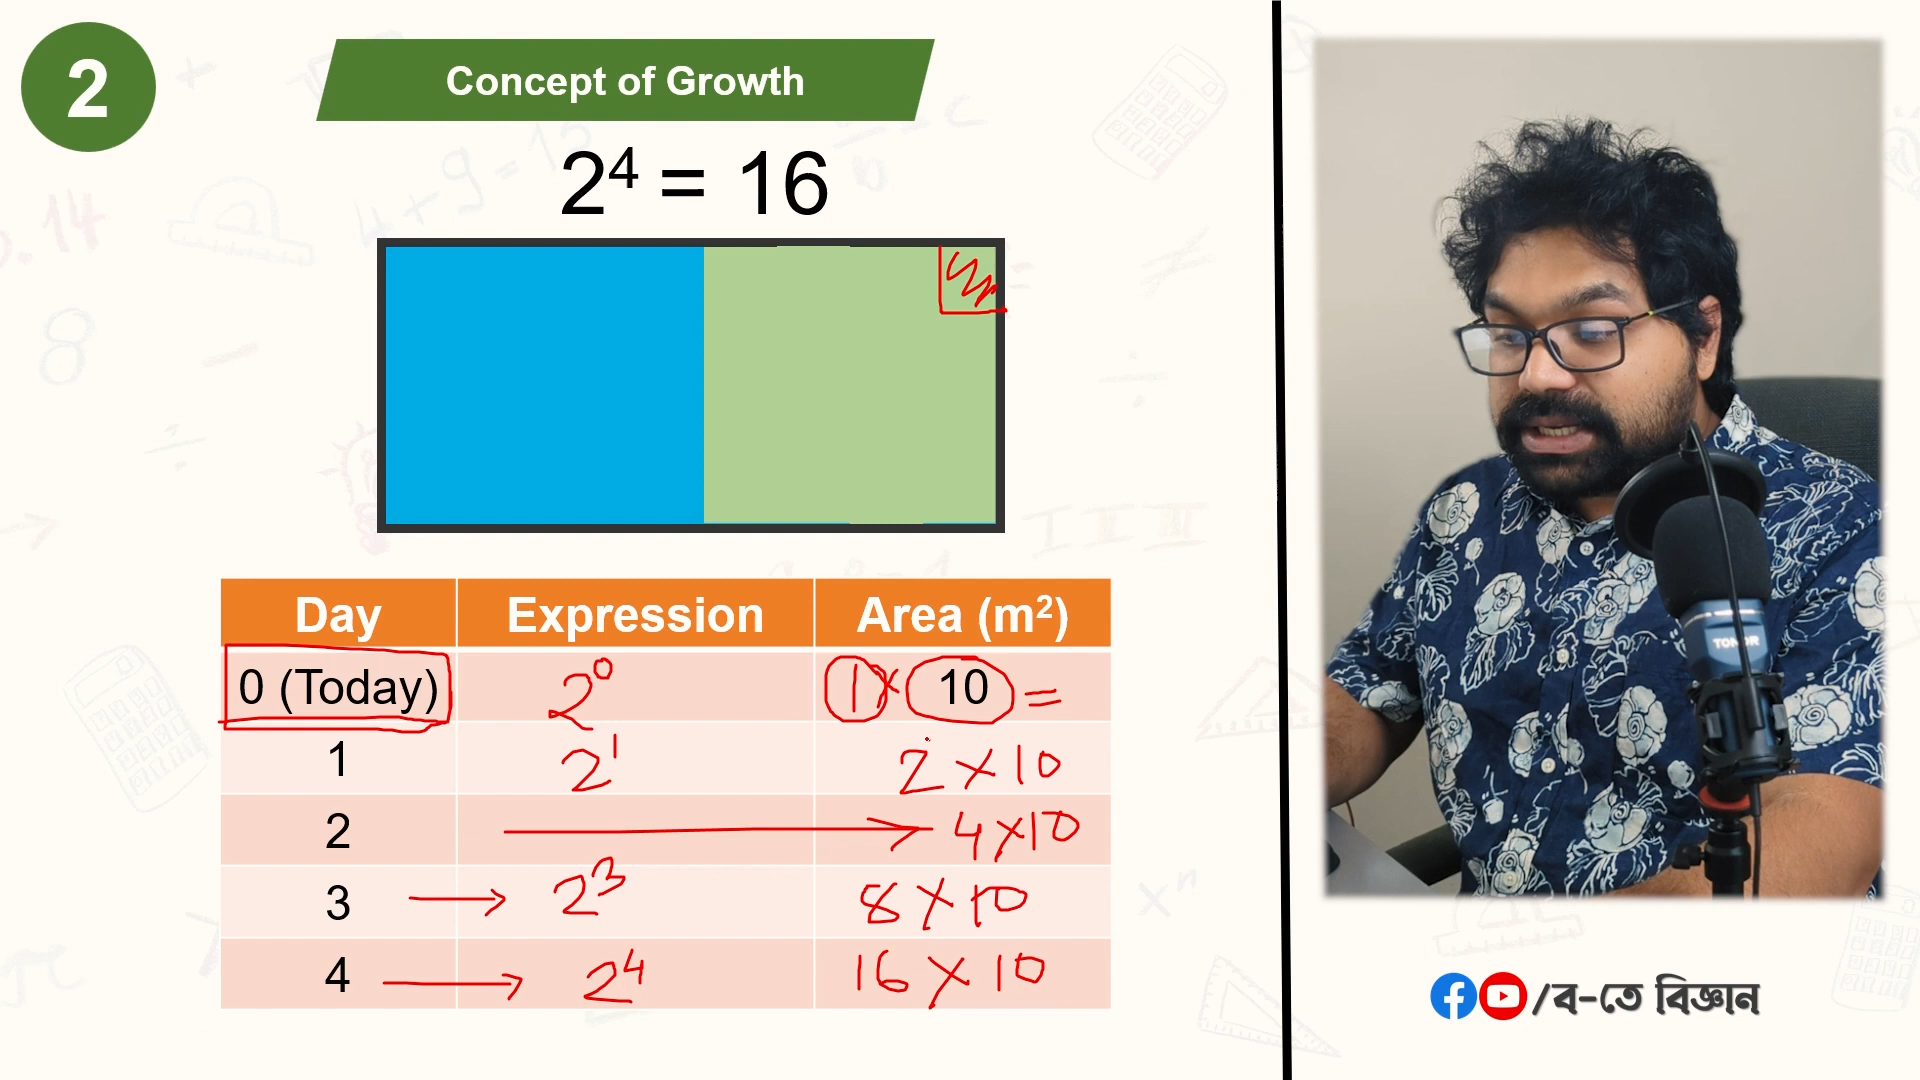 2
Concept of Growth
2⁴ = 16
Day Expression Area (m²)
0 (Today) 2⁰ 1 × 10 =
1 2¹ 2 × 10
2 4 × 10
3 → 2³ 8 × 10
4 → 2⁴ 16 × 10
TONOR
/ব-তে বিজ্ঞান